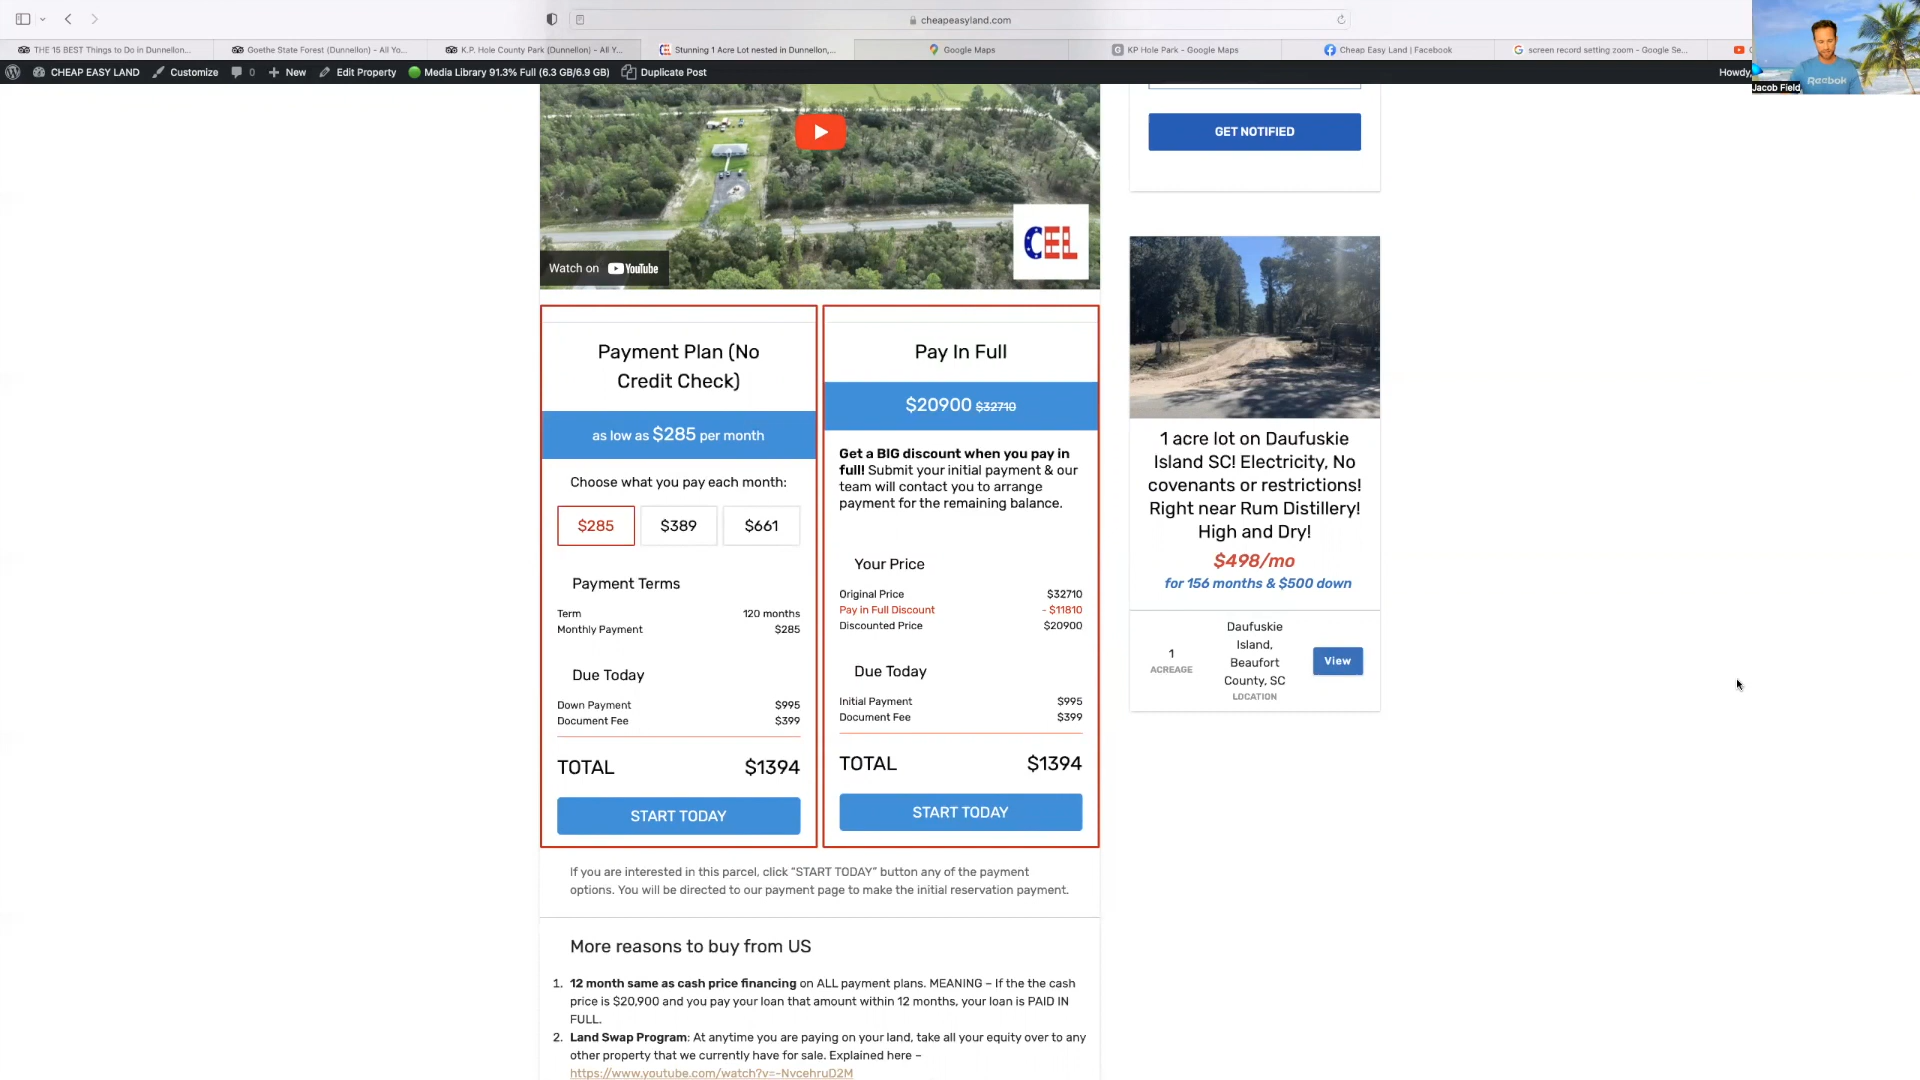 cheapeasyland.com
THE 15 BEST Things to Do in Dunnellon...
Goethe State Forest (Dunnellon) - All Yo...
K.P. Hole County Park (Dunnellon) - All Y...
Stunning 1 Acre Lot nested in Dunnellon,...
Google Maps
KP Hole Park - Google Maps
Cheap Easy Land | Facebook
screen record setting zoom - Google Se...
CHEAP EASY LAND
Customize
0
New
Edit Property
Media Library 91.3% Full (6.3 GB/6.9 GB)
Duplicate Post
Howdy,
Reebok
Jacob Field
Watch on YouTube
CEL
GET NOTIFIED
Payment Plan (No
Credit Check)
as low as $285 per month
Choose what you pay each month:
$285 $389 $661
Payment Terms
Term 120 months
Monthly Payment $285
Due Today
Down Payment $995
Document Fee $399
TOTAL $1394
START TODAY
Pay In Full
$20900 $32710
Get a BIG discount when you pay in
full! Submit your initial payment & our
team will contact you to arrange
payment for the remaining balance.
Your Price
Original Price $32710
Pay in Full Discount - $11810
Discounted Price $20900
Due Today
Initial Payment $995
Document Fee $399
TOTAL $1394
START TODAY
1 acre lot on Daufuskie
Island SC! Electricity, No
covenants or restrictions!
Right near Rum Distillery!
High and Dry!
$498/mo
for 156 months & $500 down
1
ACREAGE
Daufuskie
Island,
Beaufort
County, SC
LOCATION
View
If you are interested in this parcel, click “START TODAY” button any of the payment
options. You will be directed to our payment page to make the initial reservation payment.
More reasons to buy from US
1. 12 month same as cash price financing on ALL payment plans. MEANING – If the the cash
price is $20,900 and you pay your loan that amount within 12 months, your loan is PAID IN
FULL.
2. Land Swap Program: At anytime you are paying on your land, take all your equity over to any
other property that we currently have for sale. Explained here –
https://www.youtube.com/watch?v=-NvcehruD2M